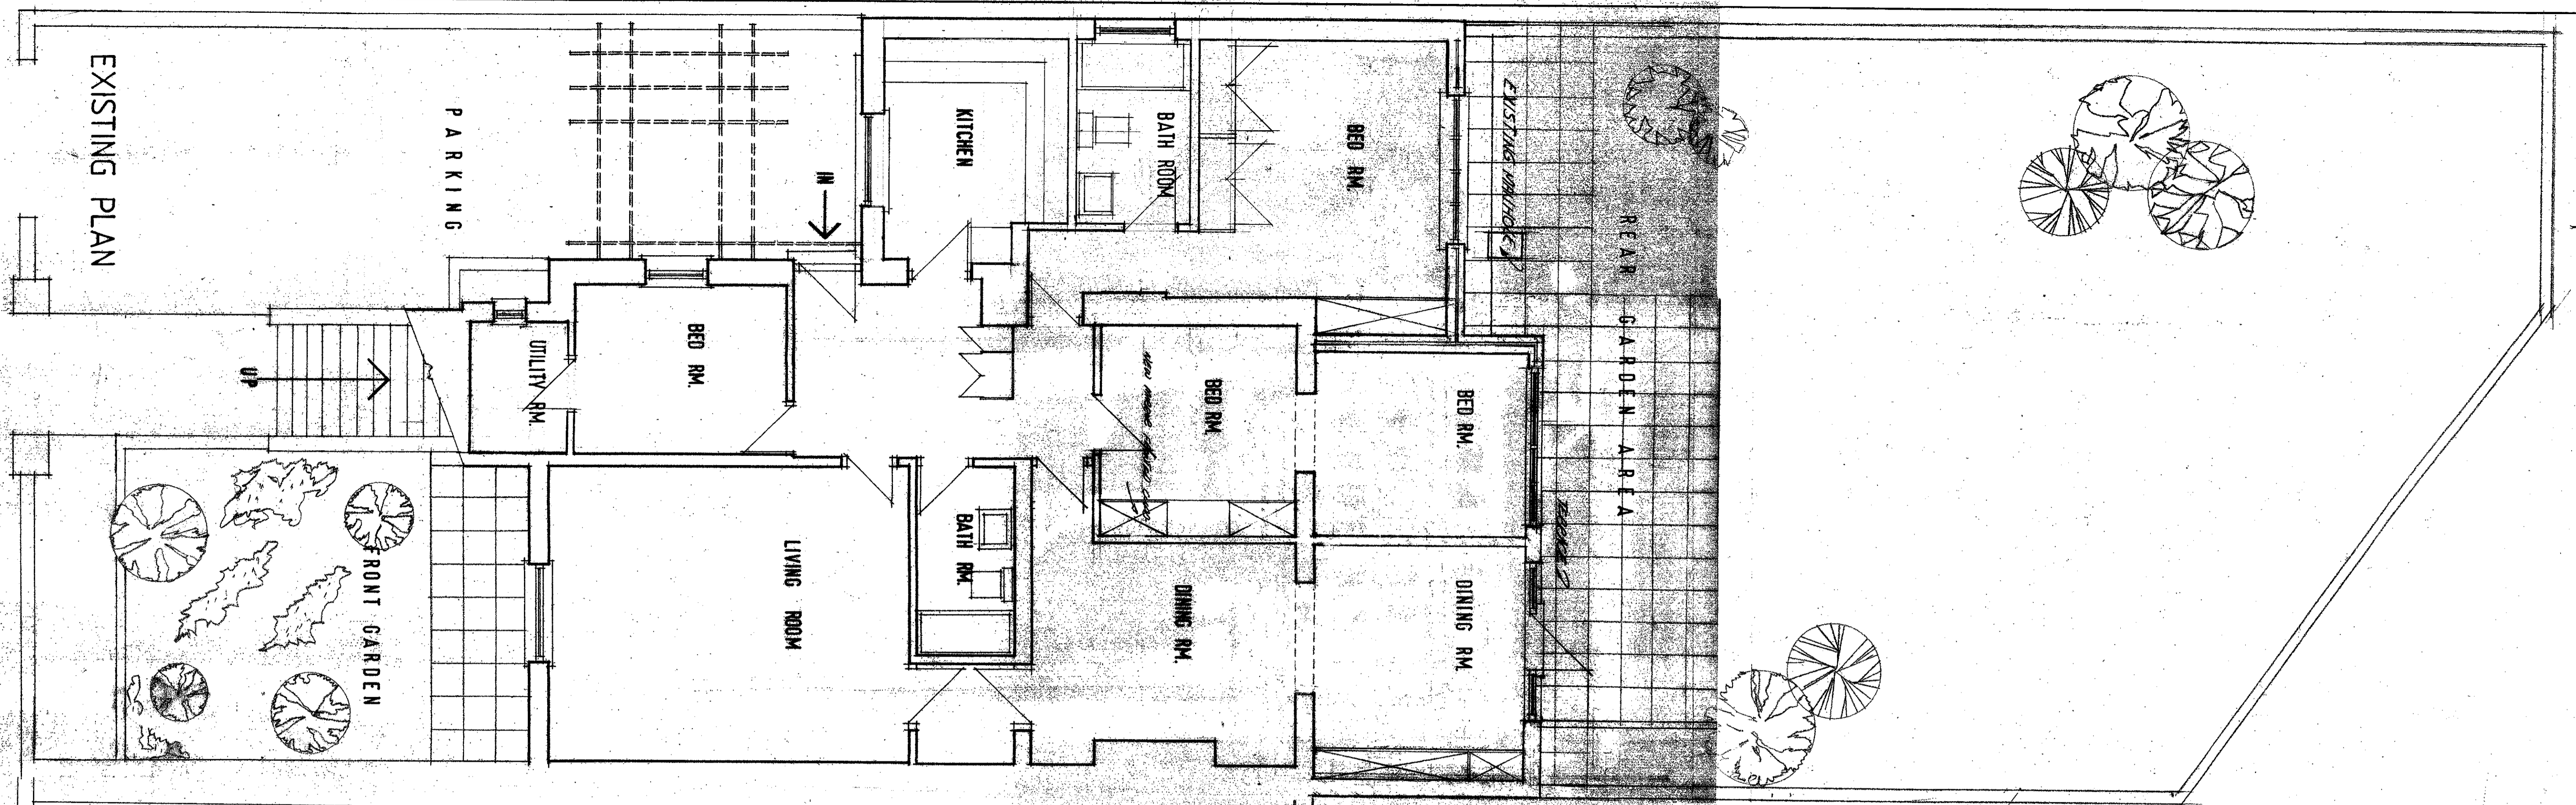 EXISTING PLAN
PARKING
IN
KITCHEN
BATH ROOM
BED RM.
EXISTING MANHOLE
REAR GARDEN AREA
UP
UTILITY RM.
BED RM.
BED RM.
BED RM.
FRONT GARDEN
LIVING ROOM
BATH RM.
DINING RM.
DINING RM.